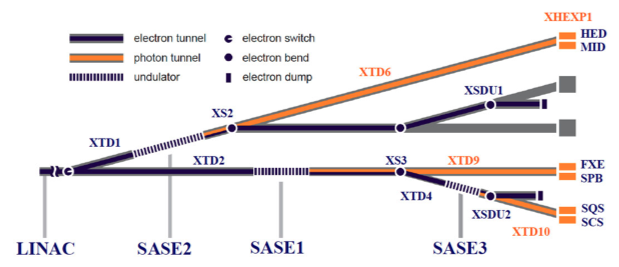 electron tunnel
electron switch
photon tunnel
electron bend
undulator
electron dump
XHEXP1
HED
MID
XTD6
XSDU1
XS2
XTD1
XTD2
XS3
XTD9
FXE
SPB
XTD4
XSDU2
SQS
SCS
XTD10
LINAC
SASE2
SASE1
SASE3